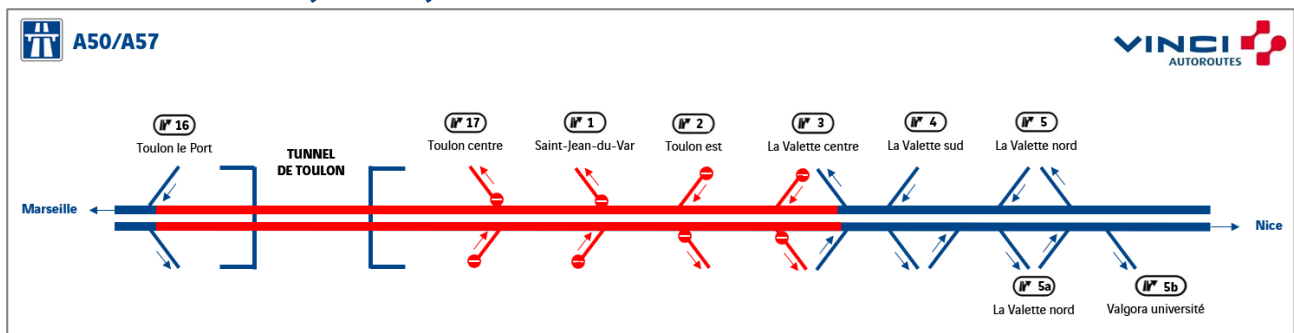 A50/A57
VINCI
AUTOROUTES
16
17
1
2
3
4
5
Toulon le Port
Toulon centre
Saint-Jean-du-Var
Toulon est
La Valette centre
La Valette sud
La Valette nord
TUNNEL
DE TOULON
Marseille
Nice
5a
5b
La Valette nord
Valgora université